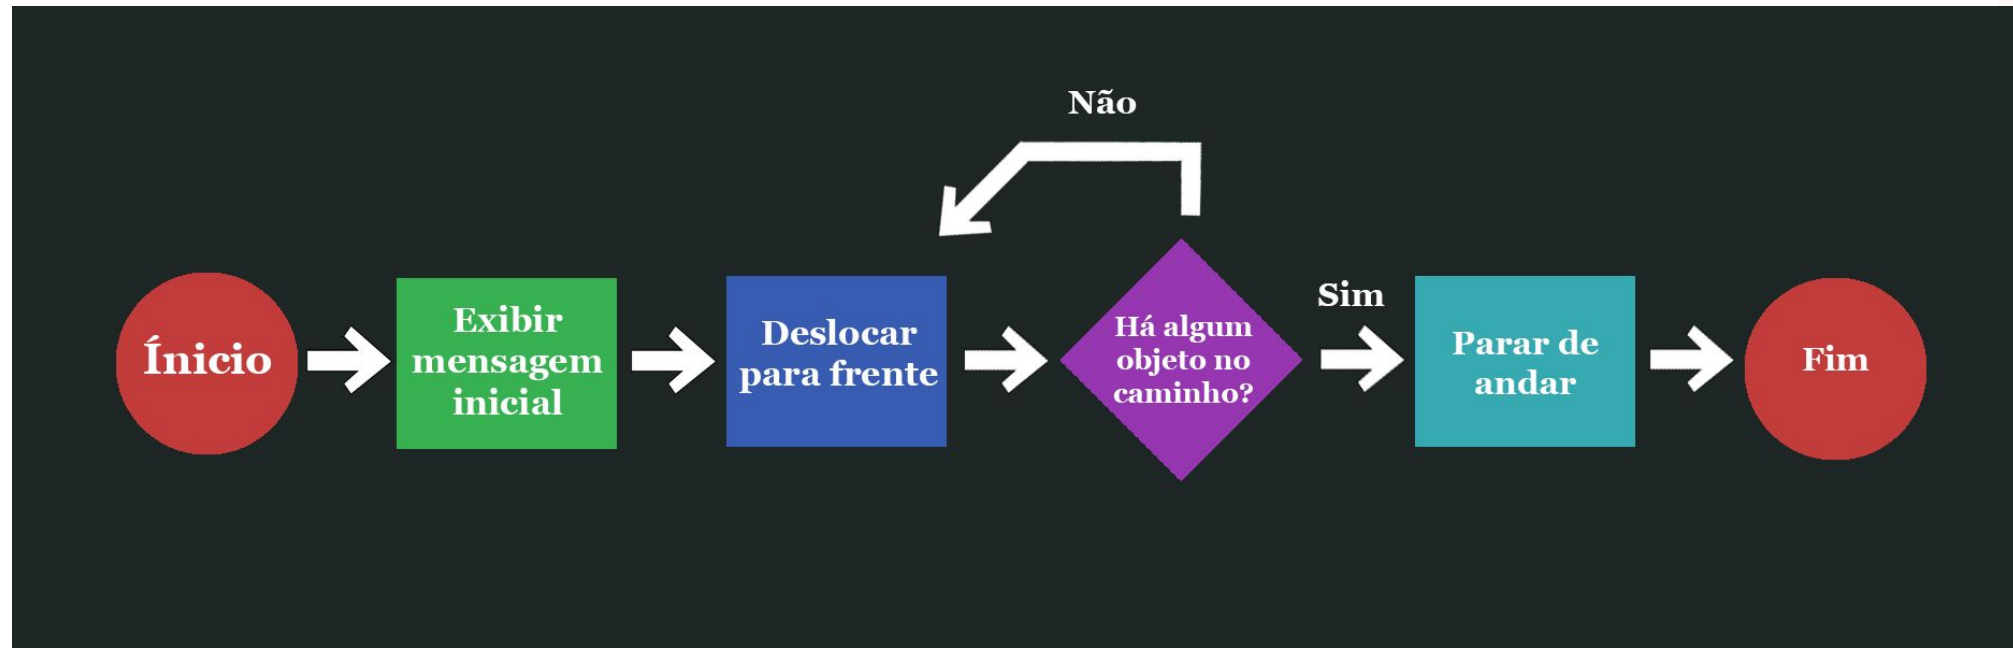 Não
Ínicio
Exibir
mensagem
inicial
Deslocar
para frente
Há algum
objeto no
caminho?
Sim
Parar de
andar
Fim